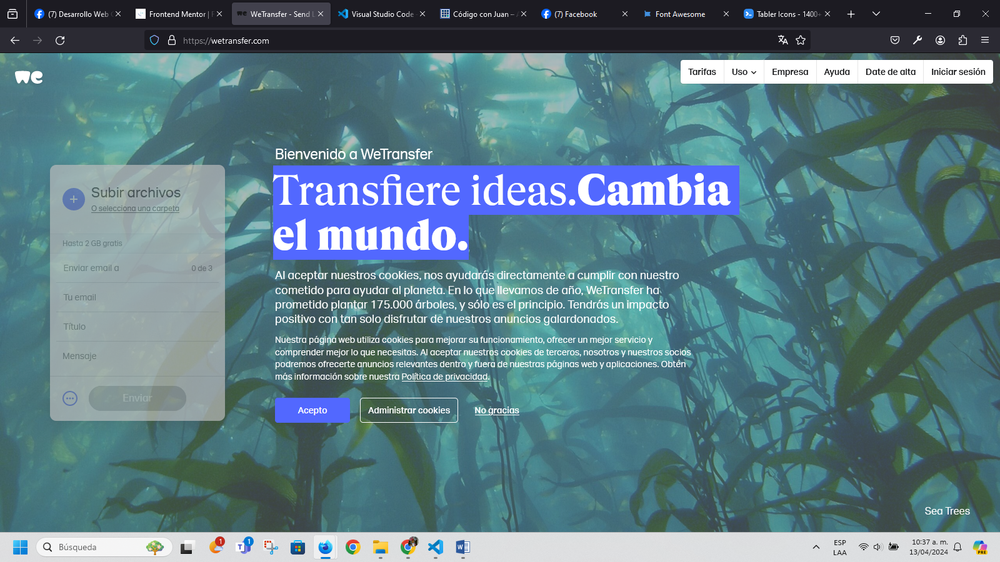 (7) Desarrollo Web
Frontend Mentor | F
WeTransfer - Send L
Visual Studio Code
Código con Juan – A
(7) Facebook
Font Awesome
Tabler Icons - 1400+
https://wetransfer.com
we
Tarifas
Uso
Empresa
Ayuda
Date de alta
Iniciar sesión
Subir archivos
O selecciona una carpeta
Hasta 2 GB gratis
Enviar email a
0 de 3
Tu email
Título
Mensaje
Enviar
Bienvenido a WeTransfer
Transfiere ideas.Cambia
el mundo.
Al aceptar nuestros cookies, nos ayudarás directamente a cumplir con nuestro
cometido para ayudar al planeta. En lo que llevamos de año, WeTransfer ha
prometido plantar 175.000 árboles, y sólo es el principio. Tendrás un impacto
positivo con tan solo disfrutar de nuestros anuncios galardonados.
Nuestra página web utiliza cookies para mejorar su funcionamiento, ofrecer un mejor servicio y
comprender mejor lo que necesitas. Al aceptar nuestros cookies de terceros, nosotros y nuestros socios
podremos ofrecerte anuncios relevantes dentro y fuera de nuestras páginas web y aplicaciones. Obtén
más información sobre nuestra Política de privacidad.
Acepto
Administrar cookies
No gracias
Sea Trees
Búsqueda
1
1
ESP
LAA
10:37 a. m.
13/04/2024
PRE